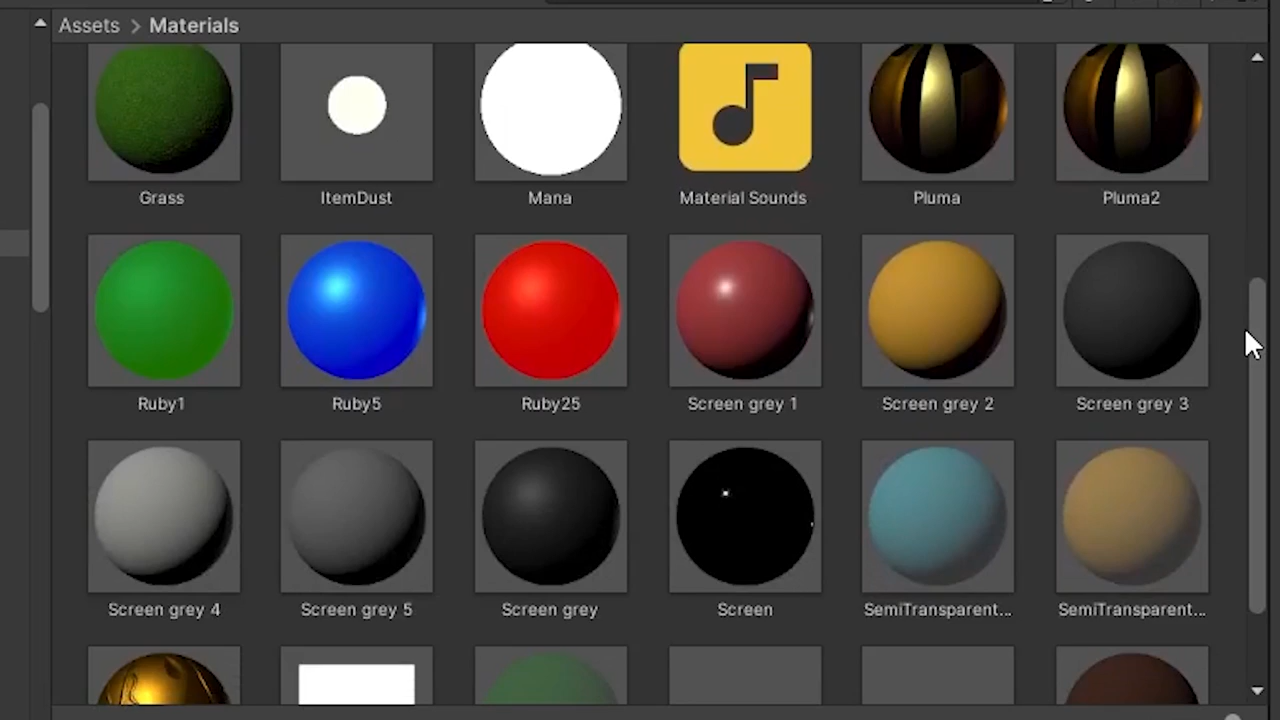 Assets > Materials
Grass ItemDust Mana Material Sounds Pluma Pluma2
Ruby1 Ruby5 Ruby25 Screen grey 1 Screen grey 2 Screen grey 3
Screen grey 4 Screen grey 5 Screen grey Screen SemiTransparent... SemiTransparent...